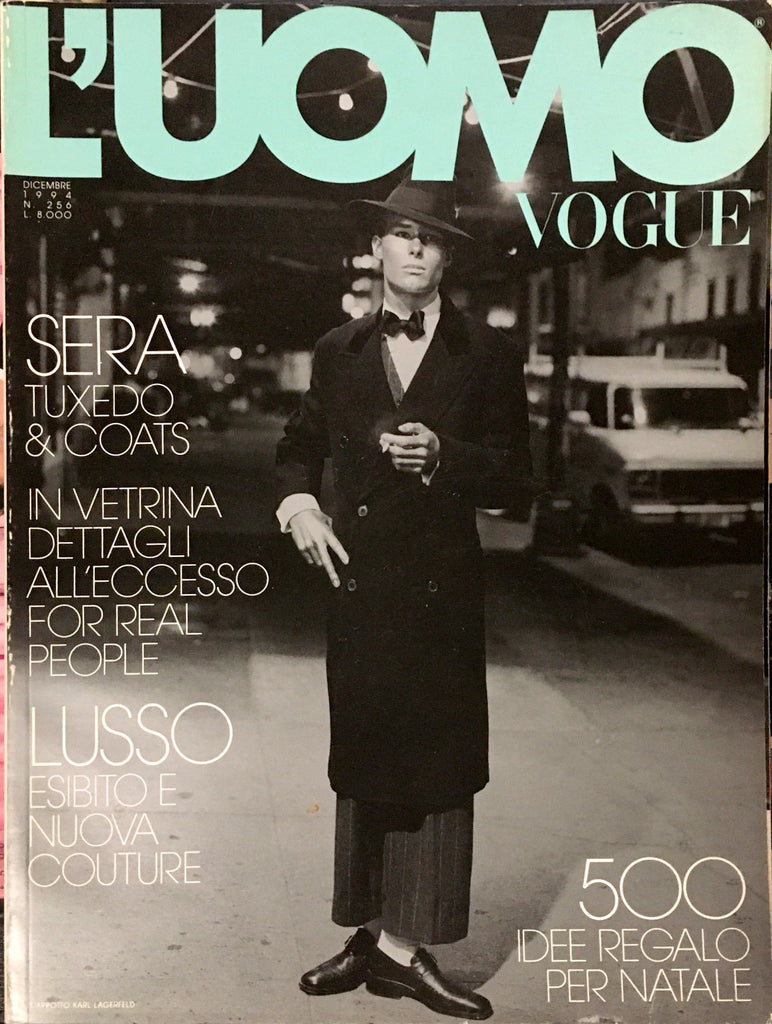 L'UOMO
®
VOGUE
DICEMBRE
1994
N. 256
L. 8.000
SERA
TUXEDO
& COATS
IN VETRINA
DETTAGLI
ALL'ECCESSO
FOR REAL
PEOPLE
LUSSO
ESIBITO E
NUOVA
COUTURE
500
IDEE REGALO
PER NATALE
KARL LAGERFELD